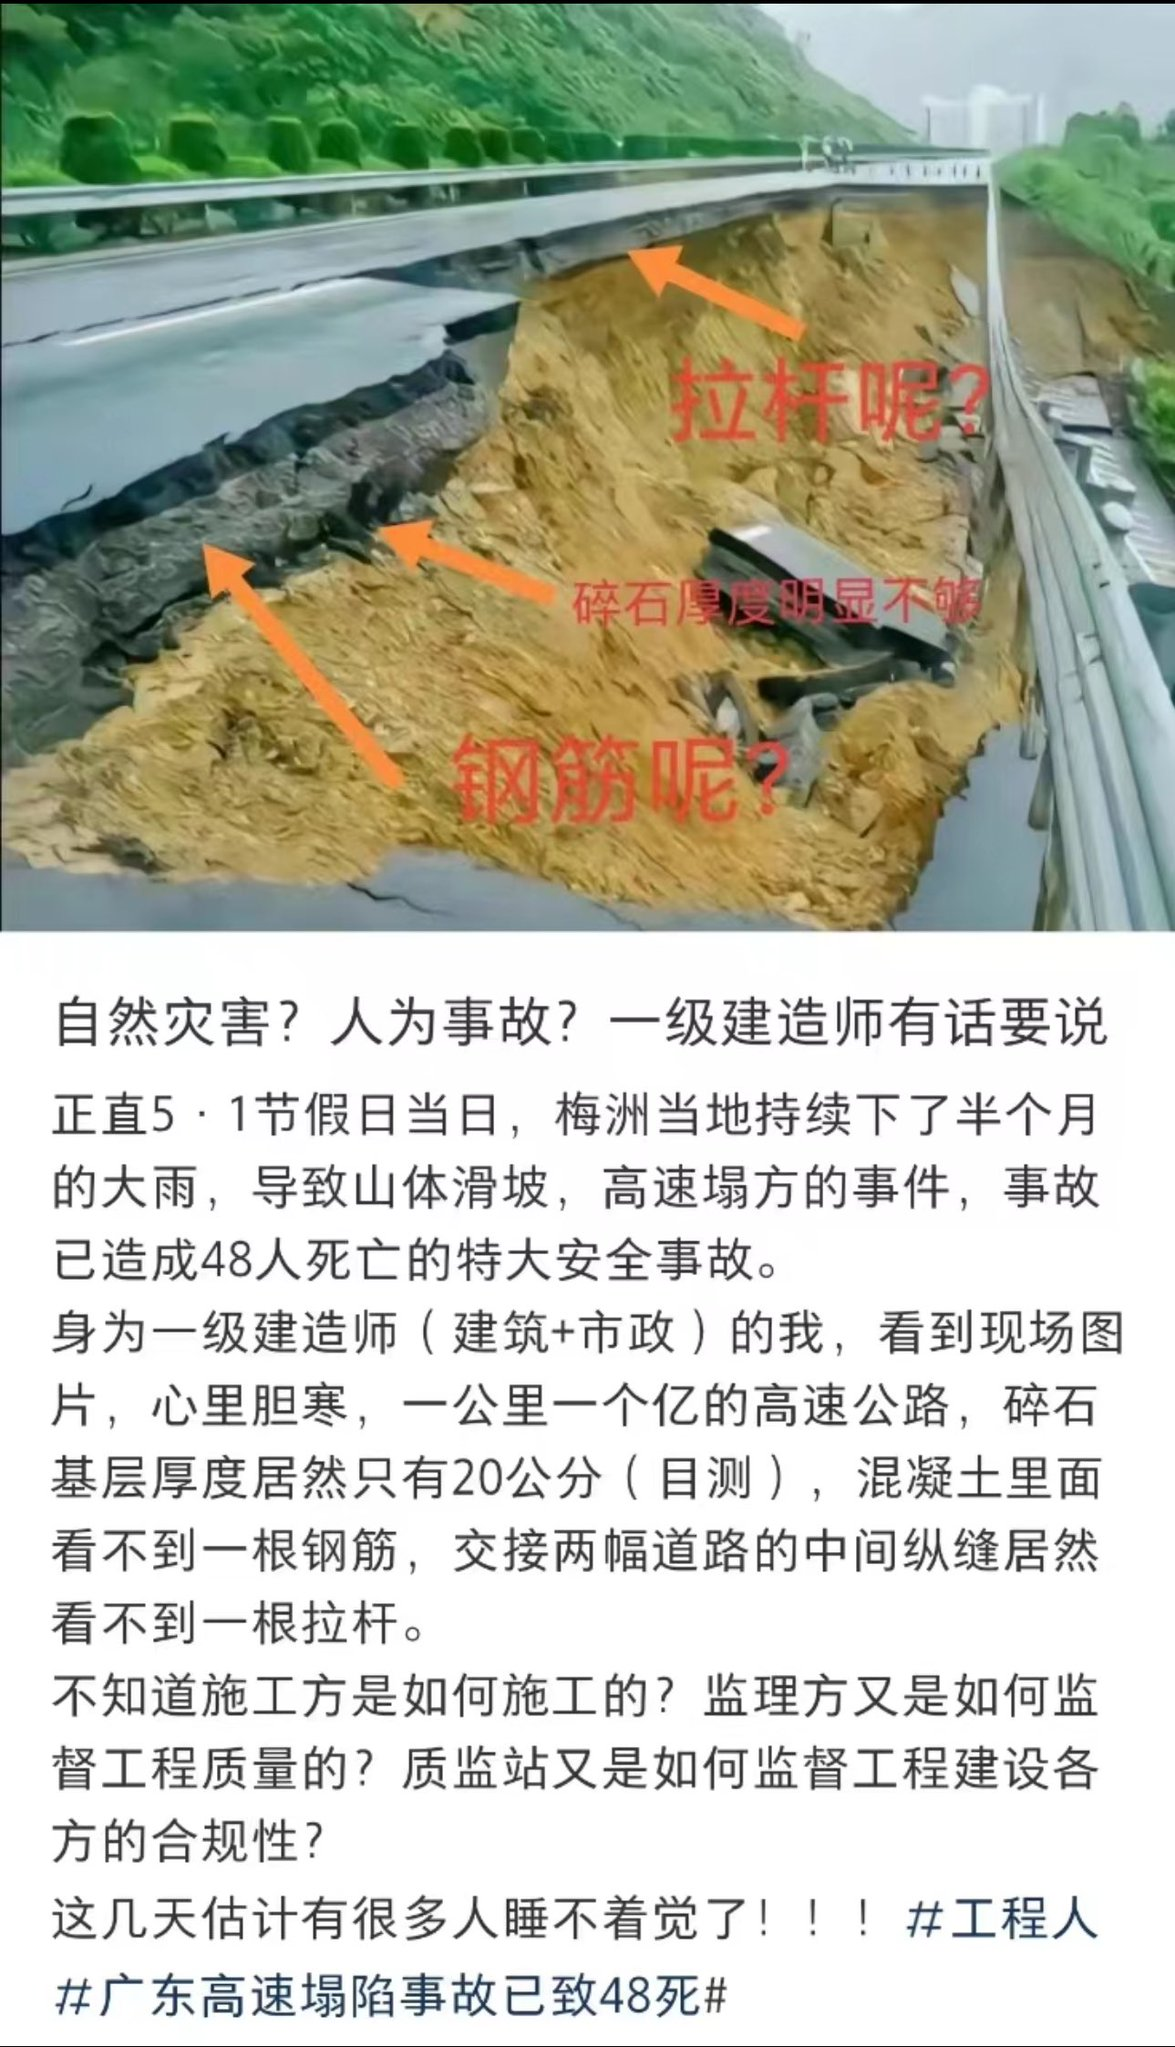 拉杆呢?
碎石厚度明显不够
钢筋呢?
自然灾害？人为事故？一级建造师有话要说
正直5·1节假日当日，梅洲当地持续下了半个月
的大雨，导致山体滑坡，高速塌方的事件，事故
已造成48人死亡的特大安全事故。
身为一级建造师（建筑+市政）的我，看到现场图
片，心里胆寒，一公里一个亿的高速公路，碎石
基层厚度居然只有20公分（目测），混凝土里面
看不到一根钢筋，交接两幅道路的中间纵缝居然
看不到一根拉杆。
不知道施工方是如何施工的？监理方又是如何监
督工程质量的？质监站又是如何监督工程建设各
方的合规性？
这几天估计有很多人睡不着觉了！！！#工程人
#广东高速塌陷事故已致48死#